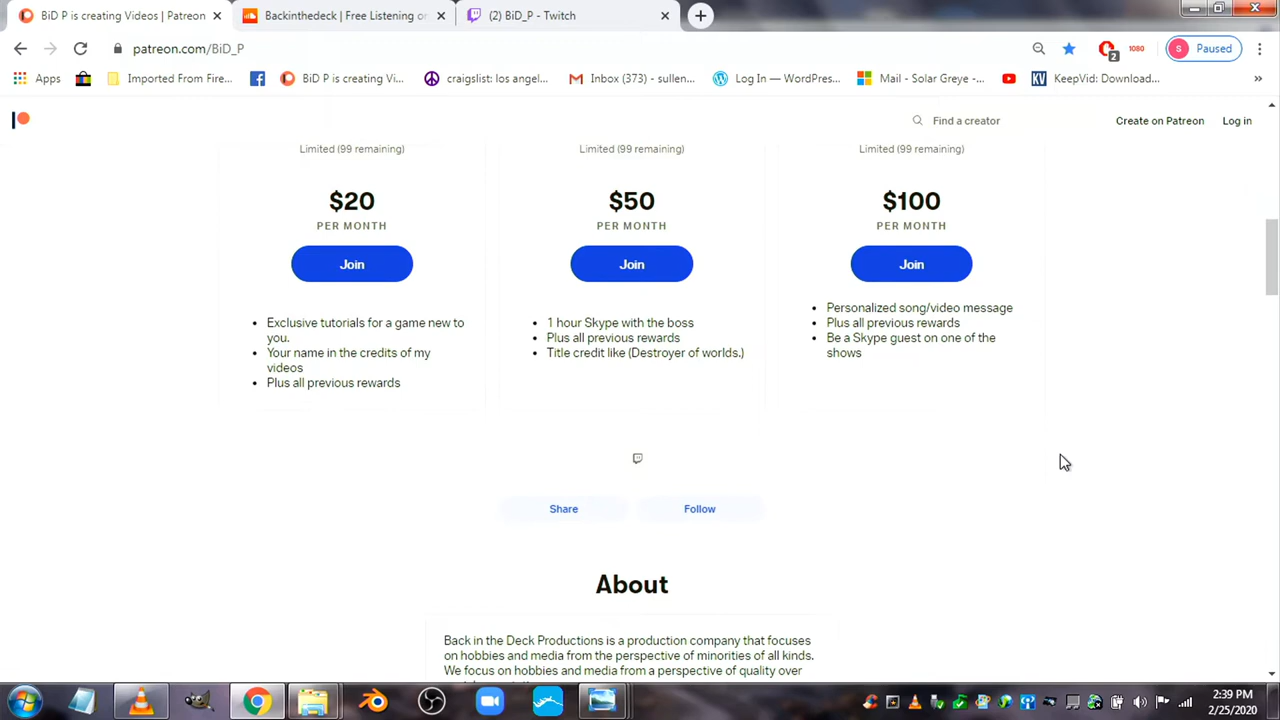 BiD P is creating Videos | Patreon
Backinthedeck | Free Listening on
(2) BiD_P - Twitch
patreon.com/BiD_P
2
1080
S
Paused
Apps
Imported From Fire...
BiD P is creating Vi...
craigslist: los angel...
Inbox (373) - sullen...
Log In — WordPres...
Mail - Solar Greye -...
KV
KeepVid: Download...
»
Find a creator
Create on Patreon
Log in
Limited (99 remaining)
Limited (99 remaining)
Limited (99 remaining)
$20
$50
$100
PER MONTH
PER MONTH
PER MONTH
Join
Join
Join
• Exclusive tutorials for a game new to
you.
• Your name in the credits of my
videos
• Plus all previous rewards
• 1 hour Skype with the boss
• Plus all previous rewards
• Title credit like (Destroyer of worlds.)
• Personalized song/video message
• Plus all previous rewards
• Be a Skype guest on one of the
shows
Share
Follow
About
Back in the Deck Productions is a production company that focuses
on hobbies and media from the perspective of minorities of all kinds.
We focus on hobbies and media from a perspective of quality over
2:39 PM
2/25/2020